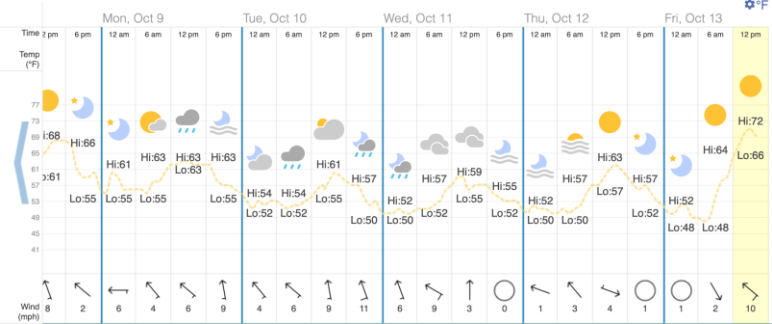 °F
Mon, Oct 9 Tue, Oct 10 Wed, Oct 11 Thu, Oct 12 Fri, Oct 13
Time 2 pm 6 pm 12 am 6 am 12 pm 6 pm 12 am 6 am 12 pm 6 pm 12 am 6 am 12 pm 6 pm 12 am 6 am 12 pm 6 pm 12 am 6 am 12 pm
Temp
(°F)
77
73
69
65
61
57
53
49
45
41
i:68 Hi:66 Hi:61 Hi:63 Hi:63 Hi:63 Hi:54 Hi:54 Hi:61 Hi:57 Hi:52 Hi:57 Hi:59 Hi:55 Hi:52 Hi:57 Hi:63 Hi:57 Hi:52 Hi:64 Hi:72
o:61 Lo:55 Lo:55 Lo:55 Lo:63 Lo:55 Lo:52 Lo:52 Lo:55 Lo:50 Lo:50 Lo:52 Lo:55 Lo:52 Lo:50 Lo:50 Lo:57 Lo:52 Lo:48 Lo:48 Lo:66
Wind
(mph)
8 2 6 4 6 9 4 6 9 11 6 9 3 0 1 3 4 1 1 2 10